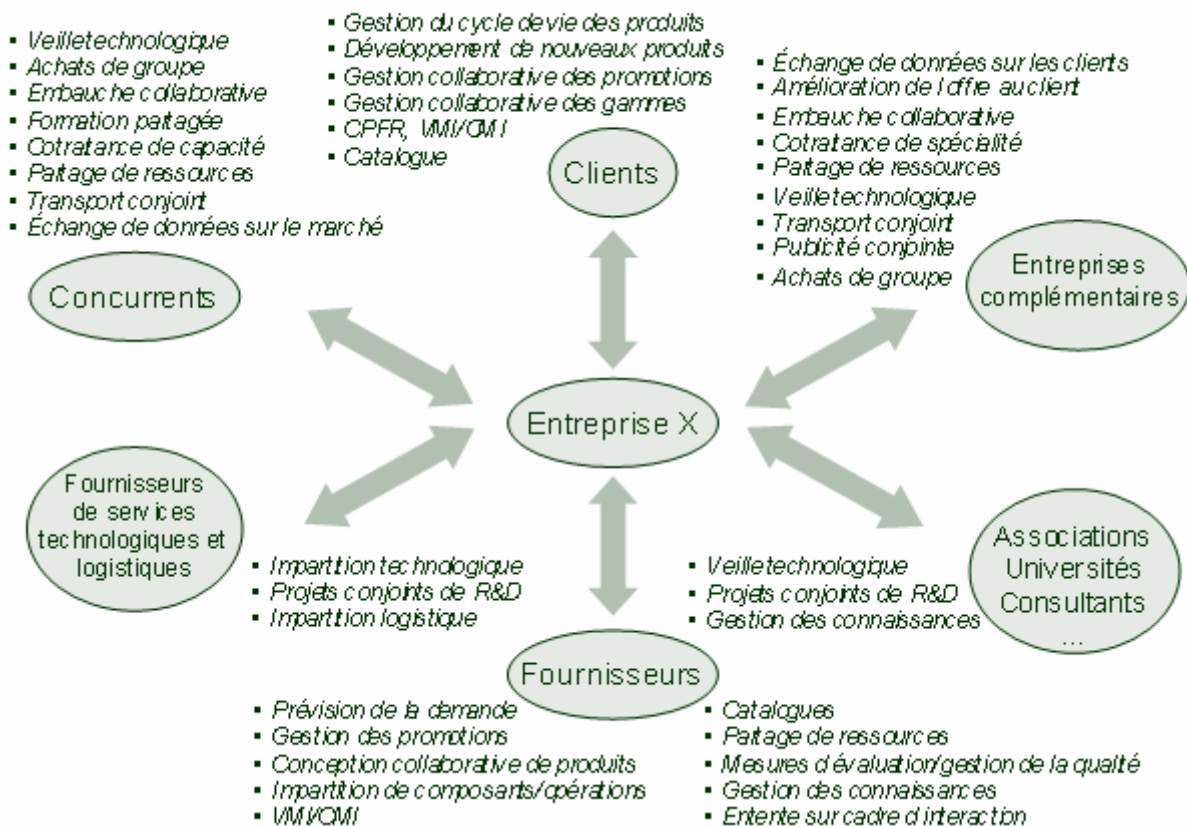 ▪ Veille technologique
▪ Achats de groupe
▪ Embauche collaborative
▪ Formation partagée
▪ Cotraitance de capacité
▪ Partage de ressources
▪ Transport conjoint
▪ Échange de données sur le marché
Concurrents
▪ Gestion du cycle de vie des produits
▪ Développement de nouveaux produits
▪ Gestion collaborative des promotions
▪ Gestion collaborative des gammes
▪ CPFR, VMI/CMI
▪ Catalogue
Clients
▪ Échange de données sur les clients
▪ Amélioration de l'offre au client
▪ Embauche collaborative
▪ Cotraitance de spécialité
▪ Partage de ressources
▪ Veille technologique
▪ Transport conjoint
▪ Publicité conjointe
▪ Achats de groupe
Entreprises
complémentaires
Entreprise X
Fournisseurs
de services
technologiques et
logistiques
▪ Impartition technologique
▪ Projets conjoints de R&D
▪ Impartition logistique
▪ Veille technologique
▪ Projets conjoints de R&D
▪ Gestion des connaissances
Associations
Universités
Consultants
...
Fournisseurs
▪ Prévision de la demande
▪ Gestion des promotions
▪ Conception collaborative de produits
▪ Impartition de composants/opérations
▪ VMI/CMI
▪ Catalogues
▪ Partage de ressources
▪ Mesures d'évaluation/gestion de la qualité
▪ Gestion des connaissances
▪ Entente sur cadre d'interaction